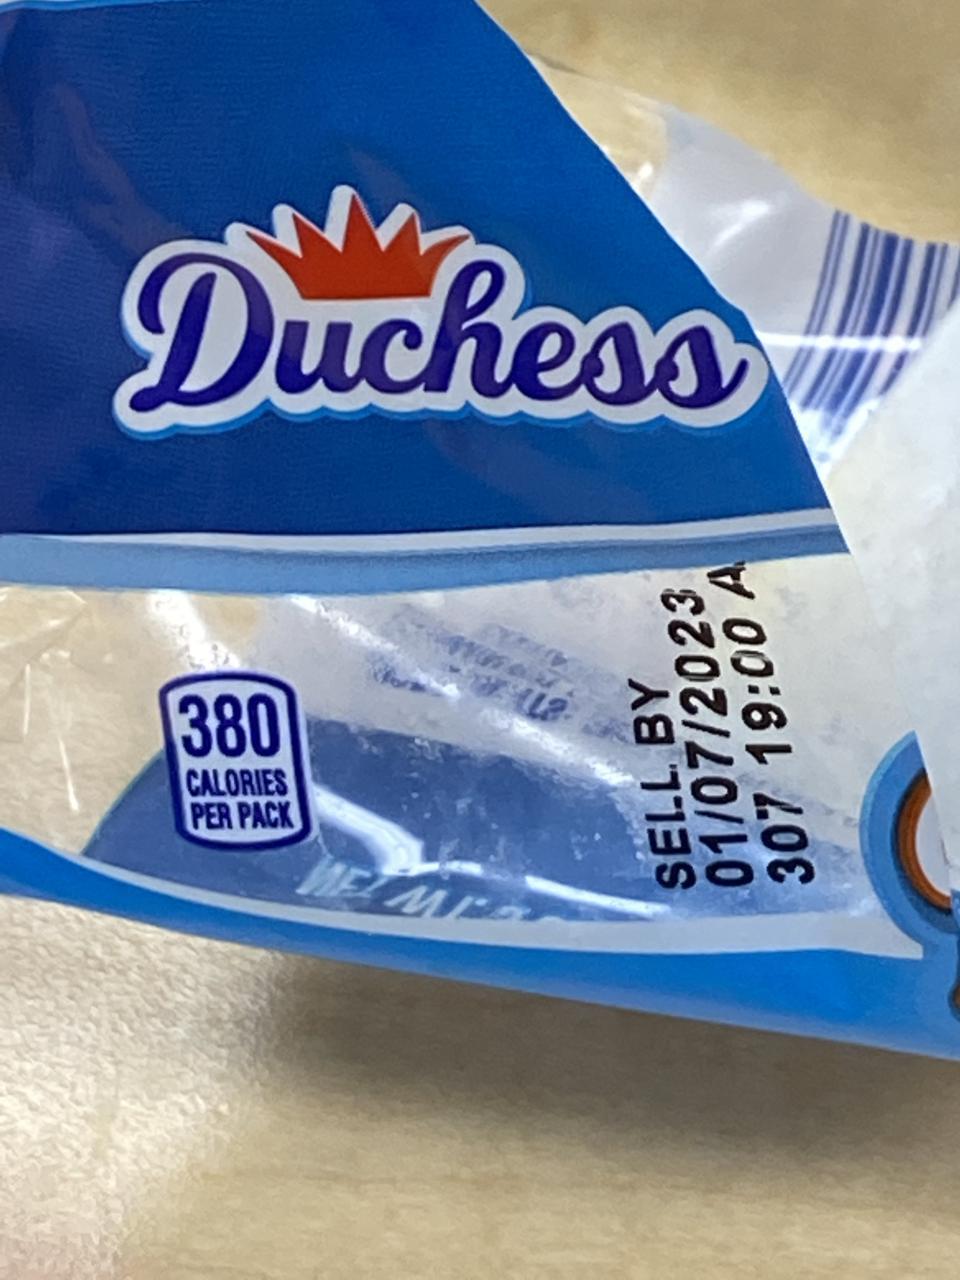 Duchess
380
CALORIES
PER PACK
SELL BY
01/07/2023
307 19:00 A